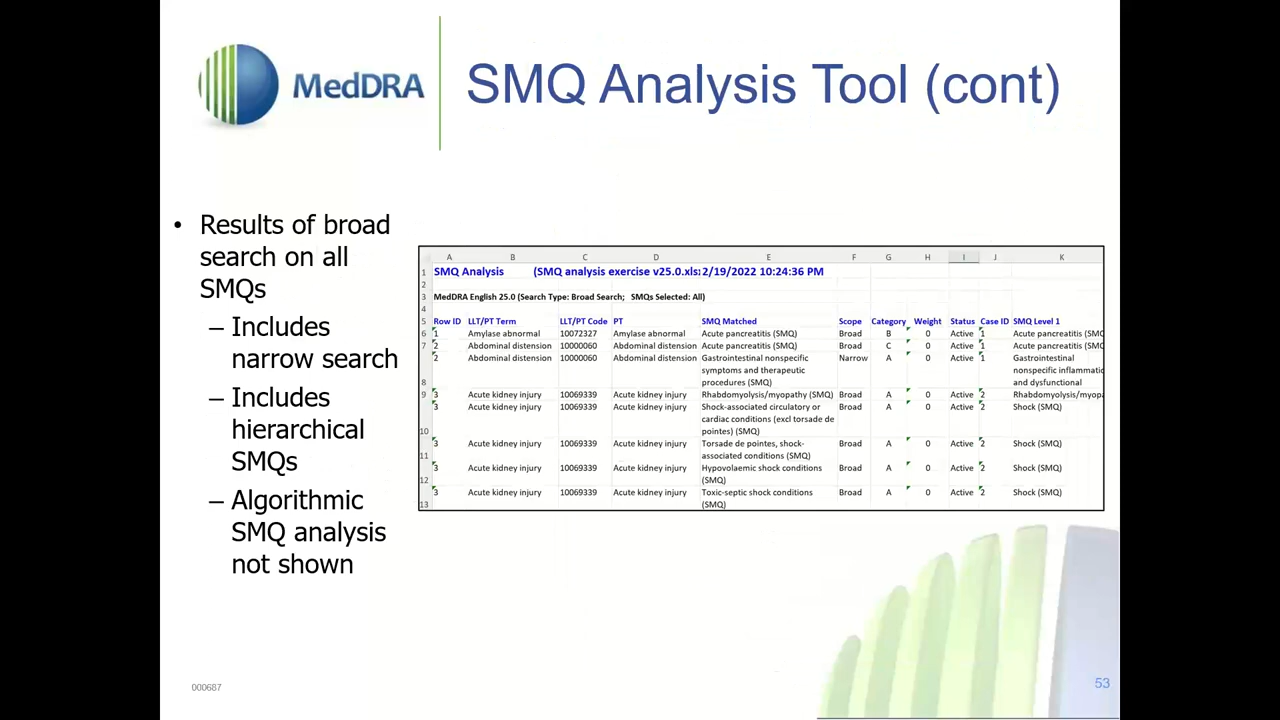 MedDRA
SMQ Analysis Tool (cont)
• Results of broad
search on all
SMQs
– Includes
narrow search
– Includes
hierarchical
SMQs
– Algorithmic
SMQ analysis
not shown
A B C D E F G H I J K
1 SMQ Analysis (SMQ analysis exercise v25.0.xls: 2/19/2022 10:24:36 PM
2
3 MedDRA English 25.0 (Search Type: Broad Search; SMQs Selected: All)
4
5 Row ID LLT/PT Term LLT/PT Code PT SMQ Matched Scope Category Weight Status Case ID SMQ Level 1
6 1 Amylase abnormal 10072327 Amylase abnormal Acute pancreatitis (SMQ) Broad B 0 Active 1 Acute pancreatitis (SMQ
7 2 Abdominal distension 10000060 Abdominal distension Acute pancreatitis (SMQ) Broad C 0 Active 1 Acute pancreatitis (SMQ
2 Abdominal distension 10000060 Abdominal distension Gastrointestinal nonspecific Narrow A 0 Active 1 Gastrointestinal
symptoms and therapeutic nonspecific inflammatio
8 procedures (SMQ) and dysfunctional
9 3 Acute kidney injury 10069339 Acute kidney injury Rhabdomyolysis/myopathy (SMQ) Broad A 0 Active 2 Rhabdomyolysis/myopa
3 Acute kidney injury 10069339 Acute kidney injury Shock-associated circulatory or Broad A 0 Active 2 Shock (SMQ)
cardiac conditions (excl torsade de
10 pointes) (SMQ)
3 Acute kidney injury 10069339 Acute kidney injury Torsade de pointes, shock- Broad A 0 Active 2 Shock (SMQ)
11 associated conditions (SMQ)
3 Acute kidney injury 10069339 Acute kidney injury Hypovolaemic shock conditions Broad A 0 Active 2 Shock (SMQ)
12 (SMQ)
3 Acute kidney injury 10069339 Acute kidney injury Toxic-septic shock conditions Broad A 0 Active 2 Shock (SMQ)
13 (SMQ)
000687
53